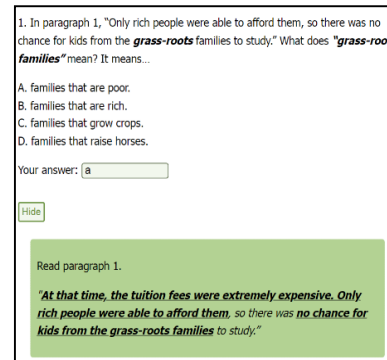 1. In paragraph 1, “Only rich people were able to afford them, so there was no
chance for kids from the grass-roots families to study.” What does “grass-roo
families” mean? It means…
A. families that are poor.
B. families that are rich.
C. families that grow crops.
D. families that raise horses.
Your answer: a
Hide
Read paragraph 1.
“At that time, the tuition fees were extremely expensive. Only
rich people were able to afford them, so there was no chance for
kids from the grass-roots families to study.”